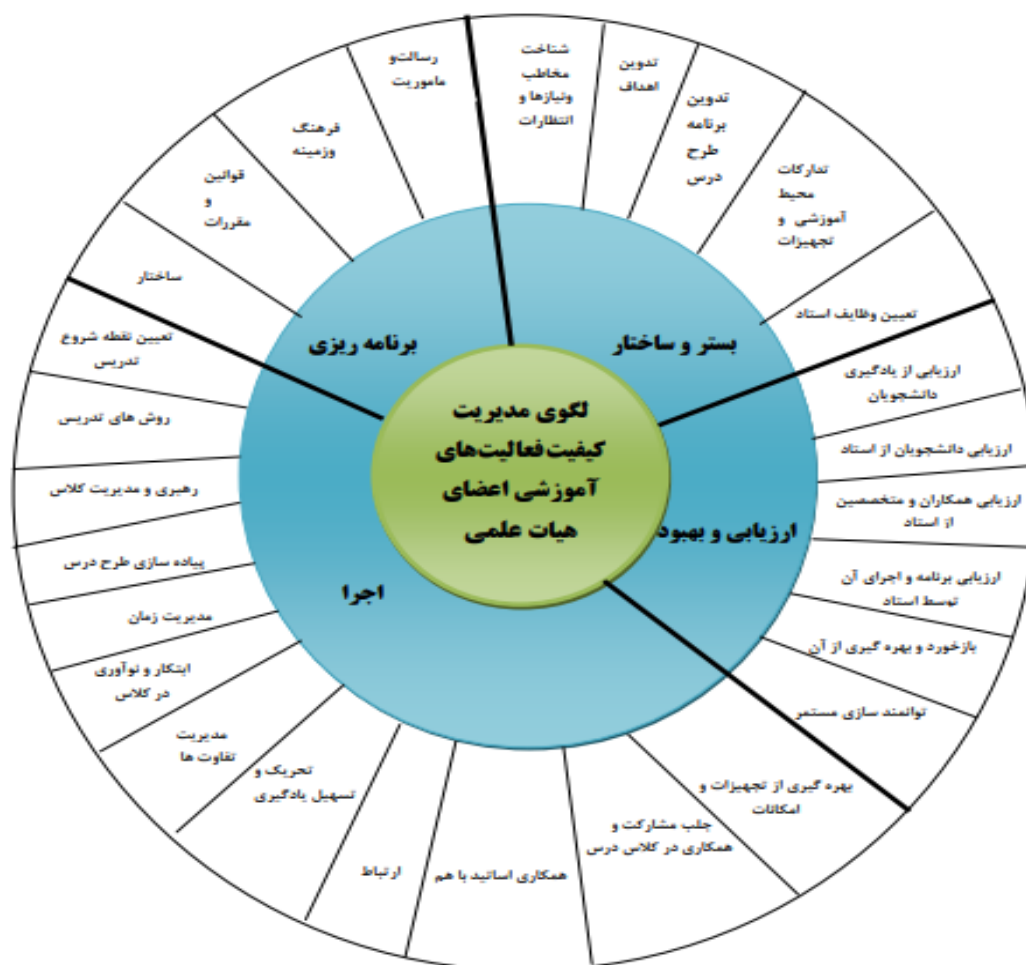 رسالت‌و
ماموریت
فرهنگ
وزمینه
قوانین
و
مقررات
ساختار
شناخت
مخاطب
ونیازها و
انتظارات
تدوین
اهداف
تدوین
برنامه
طرح
درس
تدارکات
محیط
آموزشی و
تجهیزات
تعیین وظایف استاد
برنامه ریزی
بستر و ساختار
لگوی مدیریت
کیفیت فعالیت‌های
آموزشی اعضای
هیات علمی
ارزیابی و بهبود
اجرا
ارزیابی از یادگیری
دانشجویان
ارزیابی دانشجویان از استاد
ارزیابی همکاران و متخصصین
از استاد
ارزیابی برنامه و اجرای آن
توسط استاد
بازخورد و بهره گیری از آن
توانمند سازی مستمر
تعیین نقطه شروع
تدریس
روش های تدریس
رهبری و مدیریت کلاس
پیاده سازی طرح درس
مدیریت زمان
ابتکار و نوآوری
در کلاس
مدیریت
تفاوت ها
تحریک و
تسهیل یادگیری
ارتباط
همکاری اساتید با هم
جلب مشارکت و
همکاری در کلاس درس
بهره گیری از تجهیزات و
امکانات